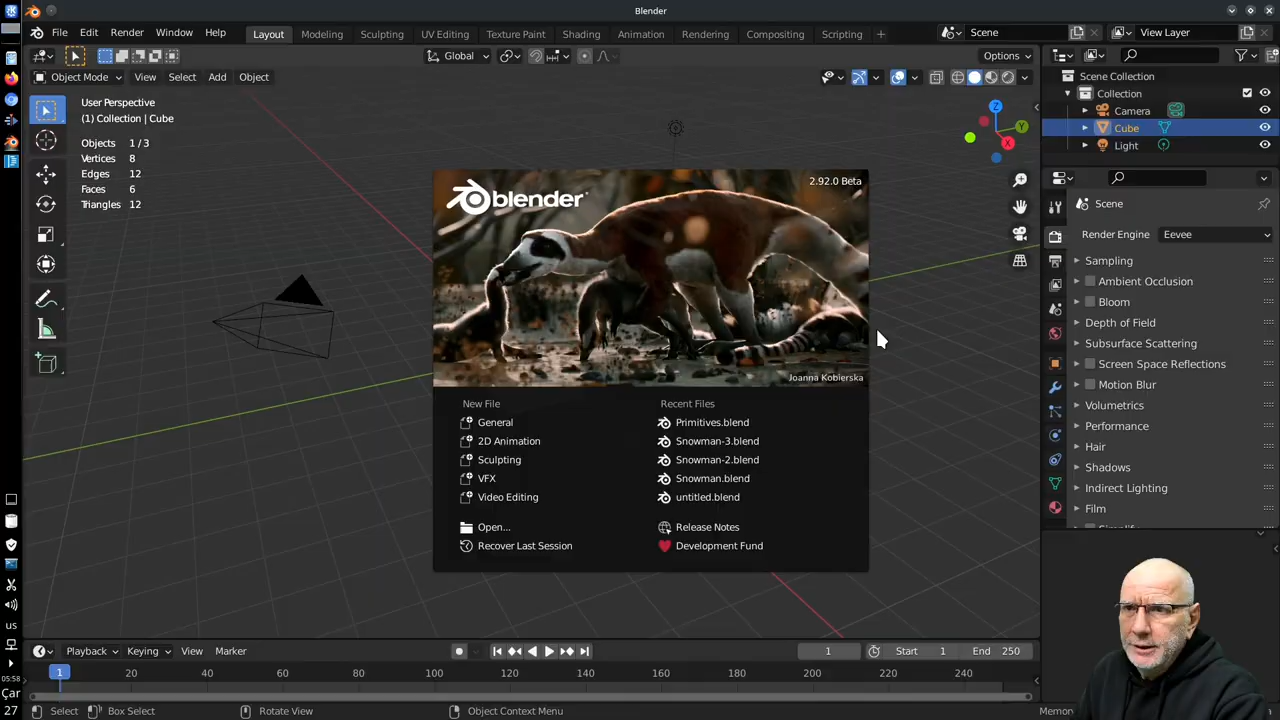 Blender
File Edit Render Window Help
Layout Modeling Sculpting UV Editing Texture Paint Shading Animation Rendering Compositing Scripting +
Scene
View Layer
Global
Options
Object Mode View Select Add Object
User Perspective
(1) Collection | Cube
Objects 1 / 3
Vertices 8
Edges 12
Faces 6
Triangles 12
Z
Y
X
blender
2.92.0 Beta
Joanna Kobierska
New File
General
2D Animation
Sculpting
VFX
Video Editing
Open...
Recover Last Session
Recent Files
Primitives.blend
Snowman-3.blend
Snowman-2.blend
Snowman.blend
untitled.blend
Release Notes
Development Fund
Scene Collection
Collection
Camera
Cube
Light
Scene
Render Engine Eevee
Sampling
Ambient Occlusion
Bloom
Depth of Field
Subsurface Scattering
Screen Space Reflections
Motion Blur
Volumetrics
Performance
Hair
Shadows
Indirect Lighting
Film
Playback Keying View Marker
1
Start 1
End 250
1 20 40 60 80 100 120 140 160 180 200 220 240
us
05:58
Çar
27
Select Box Select Rotate View Object Context Menu
Memo